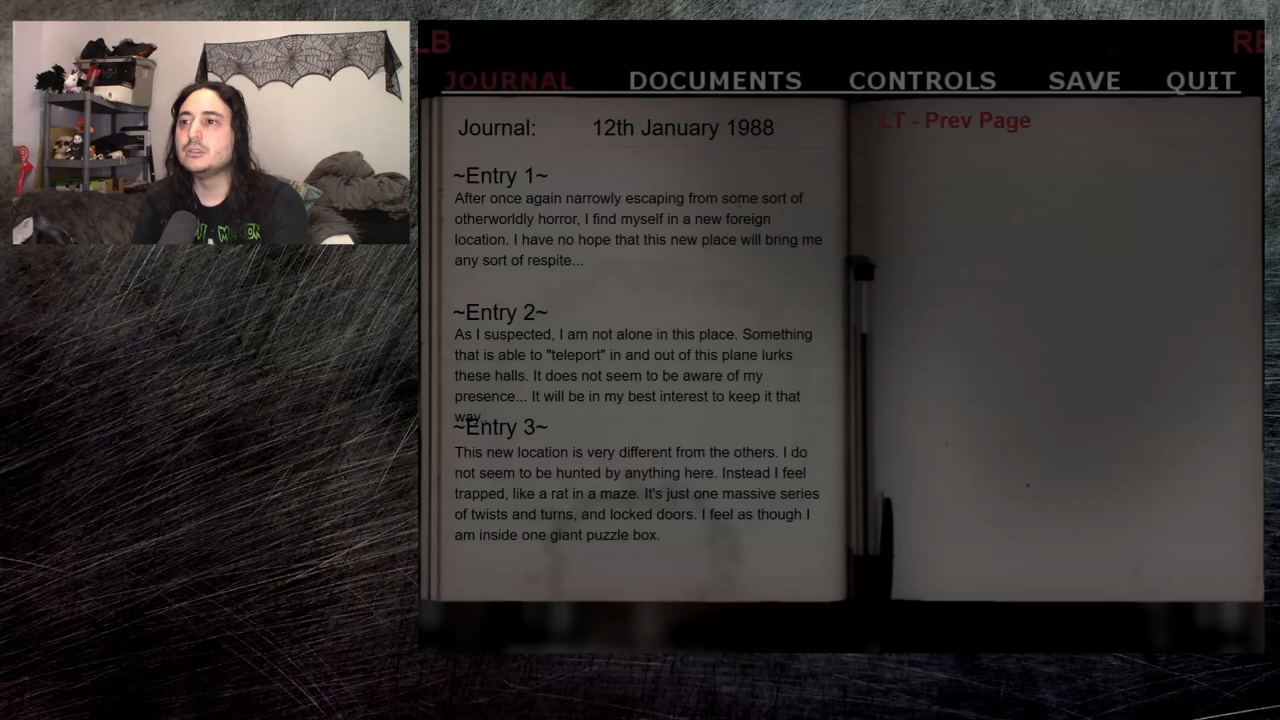 LB
RE
JOURNAL DOCUMENTS CONTROLS SAVE QUIT
Journal: 12th January 1988
LT - Prev Page
~Entry 1~
After once again narrowly escaping from some sort of
otherworldly horror, I find myself in a new foreign
location. I have no hope that this new place will bring me
any sort of respite...
~Entry 2~
As I suspected, I am not alone in this place. Something
that is able to "teleport" in and out of this plane lurks
these halls. It does not seem to be aware of my
presence... It will be in my best interest to keep it that
way.
~Entry 3~
This new location is very different from the others. I do
not seem to be hunted by anything here. Instead I feel
trapped, like a rat in a maze. It's just one massive series
of twists and turns, and locked doors. I feel as though I
am inside one giant puzzle box.